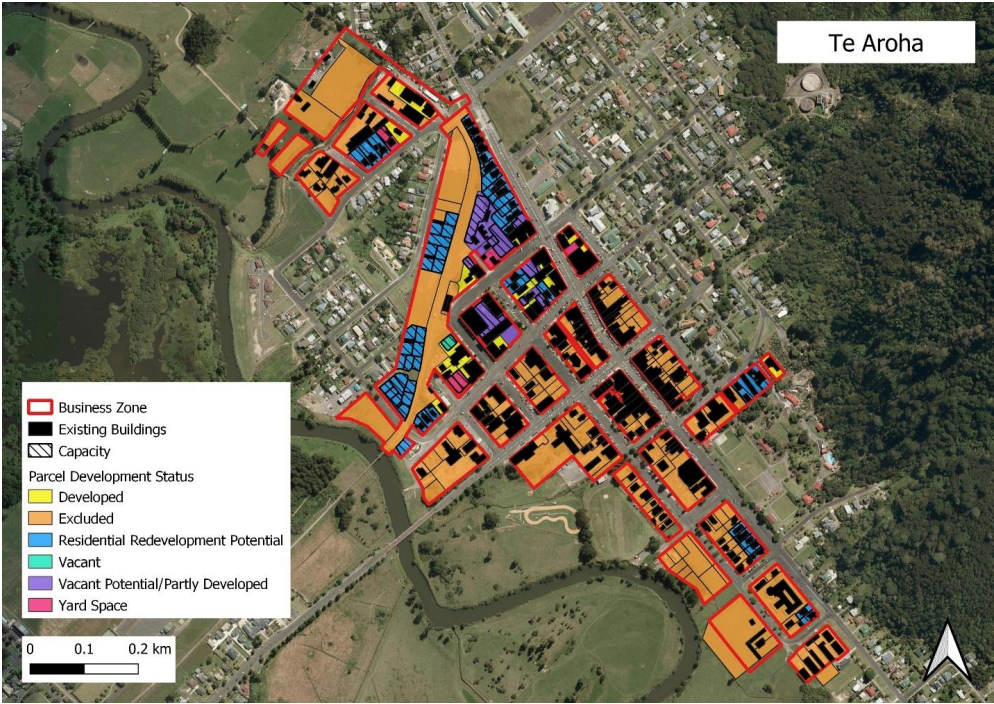 Te Aroha
Business Zone
Existing Buildings
Capacity
Parcel Development Status
Developed
Excluded
Residential Redevelopment Potential
Vacant
Vacant Potential/Partly Developed
Yard Space
0 0.1 0.2 km